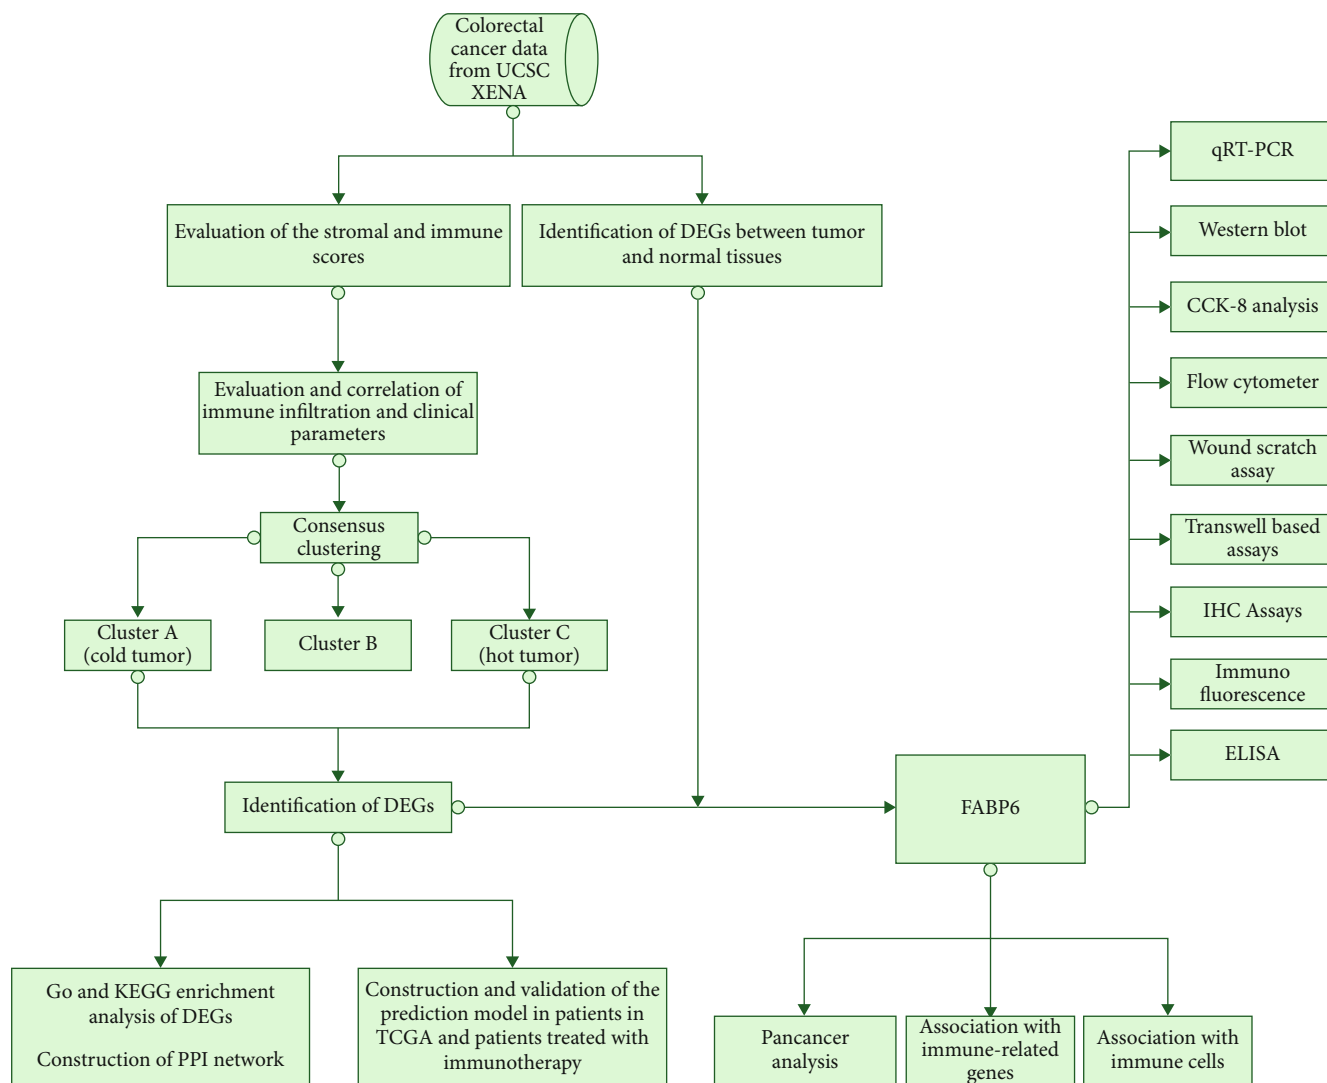 Colorectal
cancer data
from UCSC
XENA
Evaluation of the stromal and immune
scores
Identification of DEGs between tumor
and normal tissues
Evaluation and correlation of
immune infiltration and clinical
parameters
Consensus
clustering
Cluster A
(cold tumor)
Cluster B
Cluster C
(hot tumor)
Identification of DEGs
FABP6
Go and KEGG enrichment
analysis of DEGs
Construction of PPI network
Construction and validation of the
prediction model in patients in
TCGA and patients treated with
immunotherapy
Pancancer
analysis
Association with
immune-related
genes
Association with
immune cells
qRT-PCR
Western blot
CCK-8 analysis
Flow cytometer
Wound scratch
assay
Transwell based
assays
IHC Assays
Immuno
fluorescence
ELISA